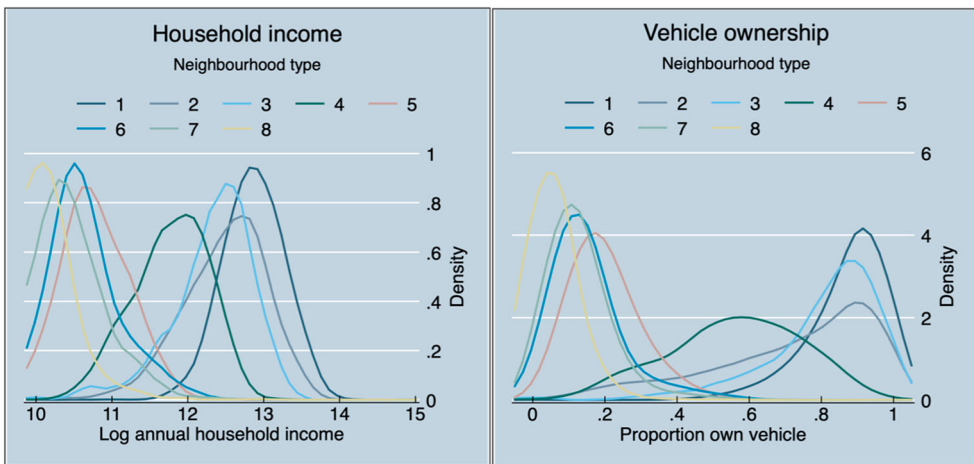 Household income
Neighbourhood type
1 2 3 4 5
6 7 8
1
.8
.6
.4
.2
0
Density
10 11 12 13 14 15
Log annual household income
Vehicle ownership
Neighbourhood type
1 2 3 4 5
6 7 8
6
4
2
0
Density
0 .2 .4 .6 .8 1
Proportion own vehicle